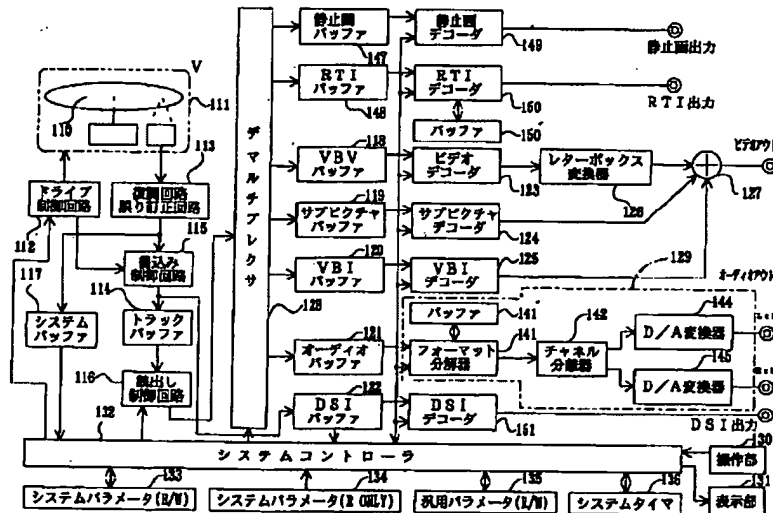 V
静止画
バッファ
147
静止画
デコーダ
149
静止画出力
RTI
バッファ
148
RTI
デコーダ
150
RTI出力
バッファ
150
110
111
ドライブ
制御回路
112
復調回路
誤り訂正回路
113
デマルチプレクサ
128
VBV
バッファ
118
ビデオ
デコーダ
123
レターボックス
変換器
126
127
ビデオアウト
サブピクチャ
バッファ
119
サブピクチャ
デコーダ
124
書込み
制御回路
115
VBI
バッファ
120
VBI
デコーダ
125
129
オーディオアウト
117
システム
バッファ
114
トラック
バッファ
116
読出し
制御回路
オーディオ
バッファ
121
バッファ
141
フォーマット
分解器
141
チャネル
分離器
142
D/A変換器
144
D/A変換器
145
DSI
バッファ
122
DSI
デコーダ
151
DSI出力
132
システムコントローラ
130
操作部
131
表示部
システムパラメータ(R/W)
133
システムパラメータ(R ONLY)
134
汎用パラメータ(R/W)
135
システムタイマ
136